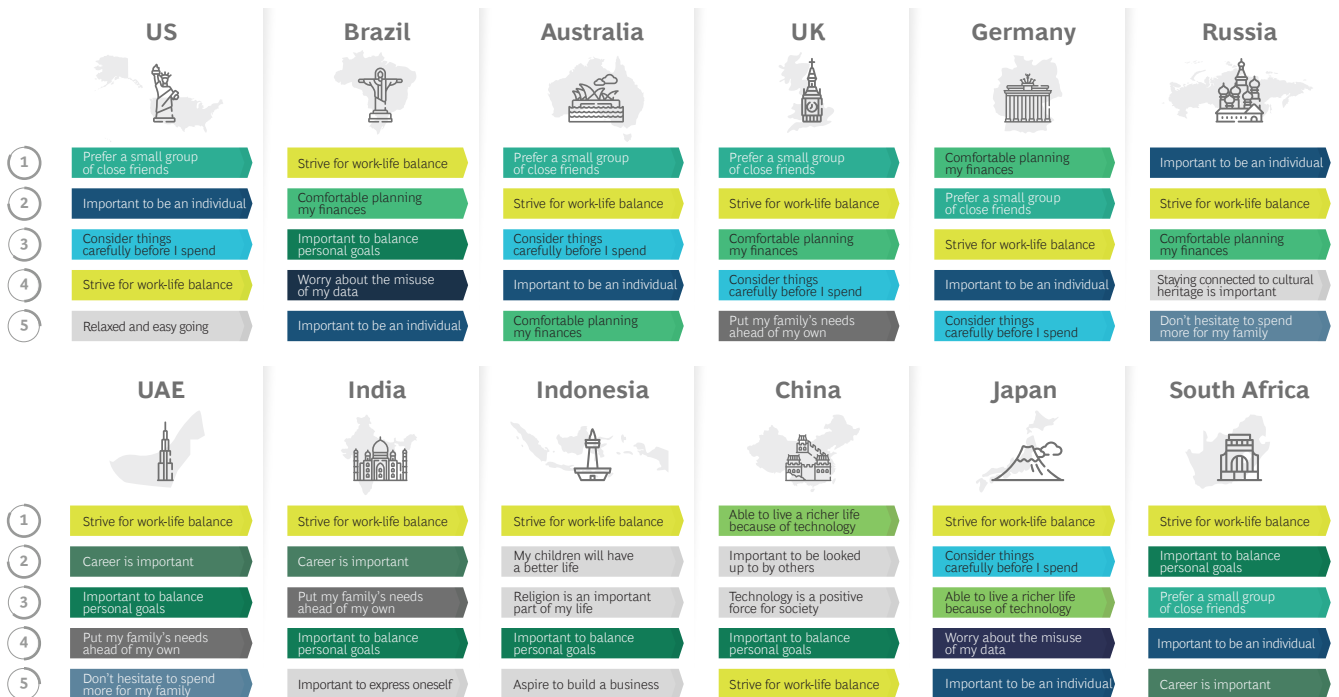 US
Brazil
Australia
UK
Germany
Russia
1
Prefer a small group
of close friends
Strive for work-life balance
Prefer a small group
of close friends
Prefer a small group
of close friends
Comfortable planning
my finances
Important to be an individual
2
Important to be an individual
Comfortable planning
my finances
Strive for work-life balance
Strive for work-life balance
Prefer a small group
of close friends
Strive for work-life balance
3
Consider things
carefully before I spend
Important to balance
personal goals
Consider things
carefully before I spend
Comfortable planning
my finances
Strive for work-life balance
Comfortable planning
my finances
4
Strive for work-life balance
Worry about the misuse
of my data
Important to be an individual
Consider things
carefully before I spend
Important to be an individual
Staying connected to cultural
heritage is important
5
Relaxed and easy going
Important to be an individual
Comfortable planning
my finances
Put my family's needs
ahead of my own
Consider things
carefully before I spend
Don't hesitate to spend
more for my family
UAE
India
Indonesia
China
Japan
South Africa
1
Strive for work-life balance
Strive for work-life balance
Strive for work-life balance
Able to live a richer life
because of technology
Strive for work-life balance
Strive for work-life balance
2
Career is important
Career is important
My children will have
a better life
Important to be looked
up to by others
Consider things
carefully before I spend
Important to balance
personal goals
3
Important to balance
personal goals
Put my family's needs
ahead of my own
Religion is an important
part of my life
Technology is a positive
force for society
Able to live a richer life
because of technology
Prefer a small group
of close friends
4
Put my family's needs
ahead of my own
Important to balance
personal goals
Important to balance
personal goals
Important to balance
personal goals
Worry about the misuse
of my data
Important to be an individual
5
Don't hesitate to spend
more for my family
Important to express oneself
Aspire to build a business
Strive for work-life balance
Important to be an individual
Career is important